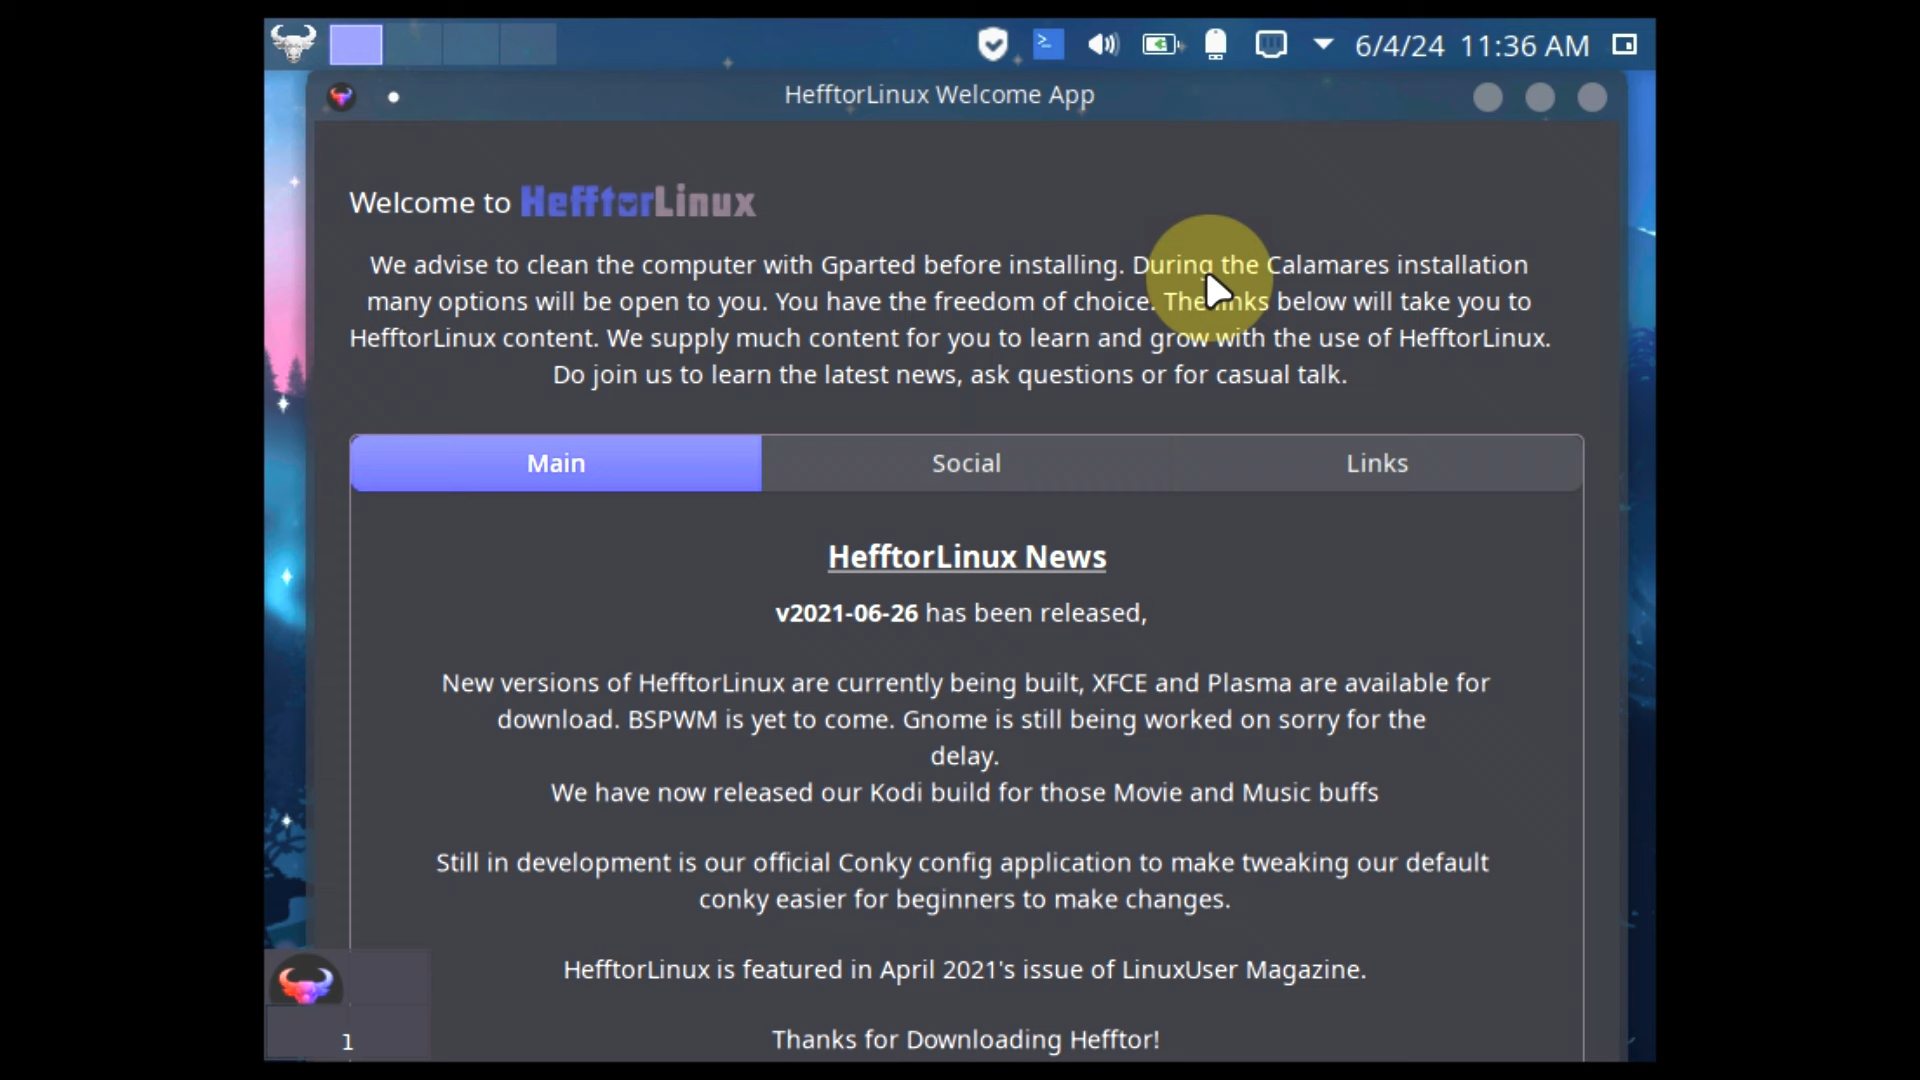 6/4/24 11:36 AM
HefftorLinux Welcome App
Welcome to HefftorLinux
We advise to clean the computer with Gparted before installing. During the Calamares installation
many options will be open to you. You have the freedom of choice. The links below will take you to
HefftorLinux content. We supply much content for you to learn and grow with the use of HefftorLinux.
Do join us to learn the latest news, ask questions or for casual talk.
Main Social Links
HefftorLinux News
v2021-06-26 has been released,
New versions of HefftorLinux are currently being built, XFCE and Plasma are available for
download. BSPWM is yet to come. Gnome is still being worked on sorry for the
delay.
We have now released our Kodi build for those Movie and Music buffs
Still in development is our official Conky config application to make tweaking our default
conky easier for beginners to make changes.
HefftorLinux is featured in April 2021's issue of LinuxUser Magazine.
Thanks for Downloading Hefftor!
1